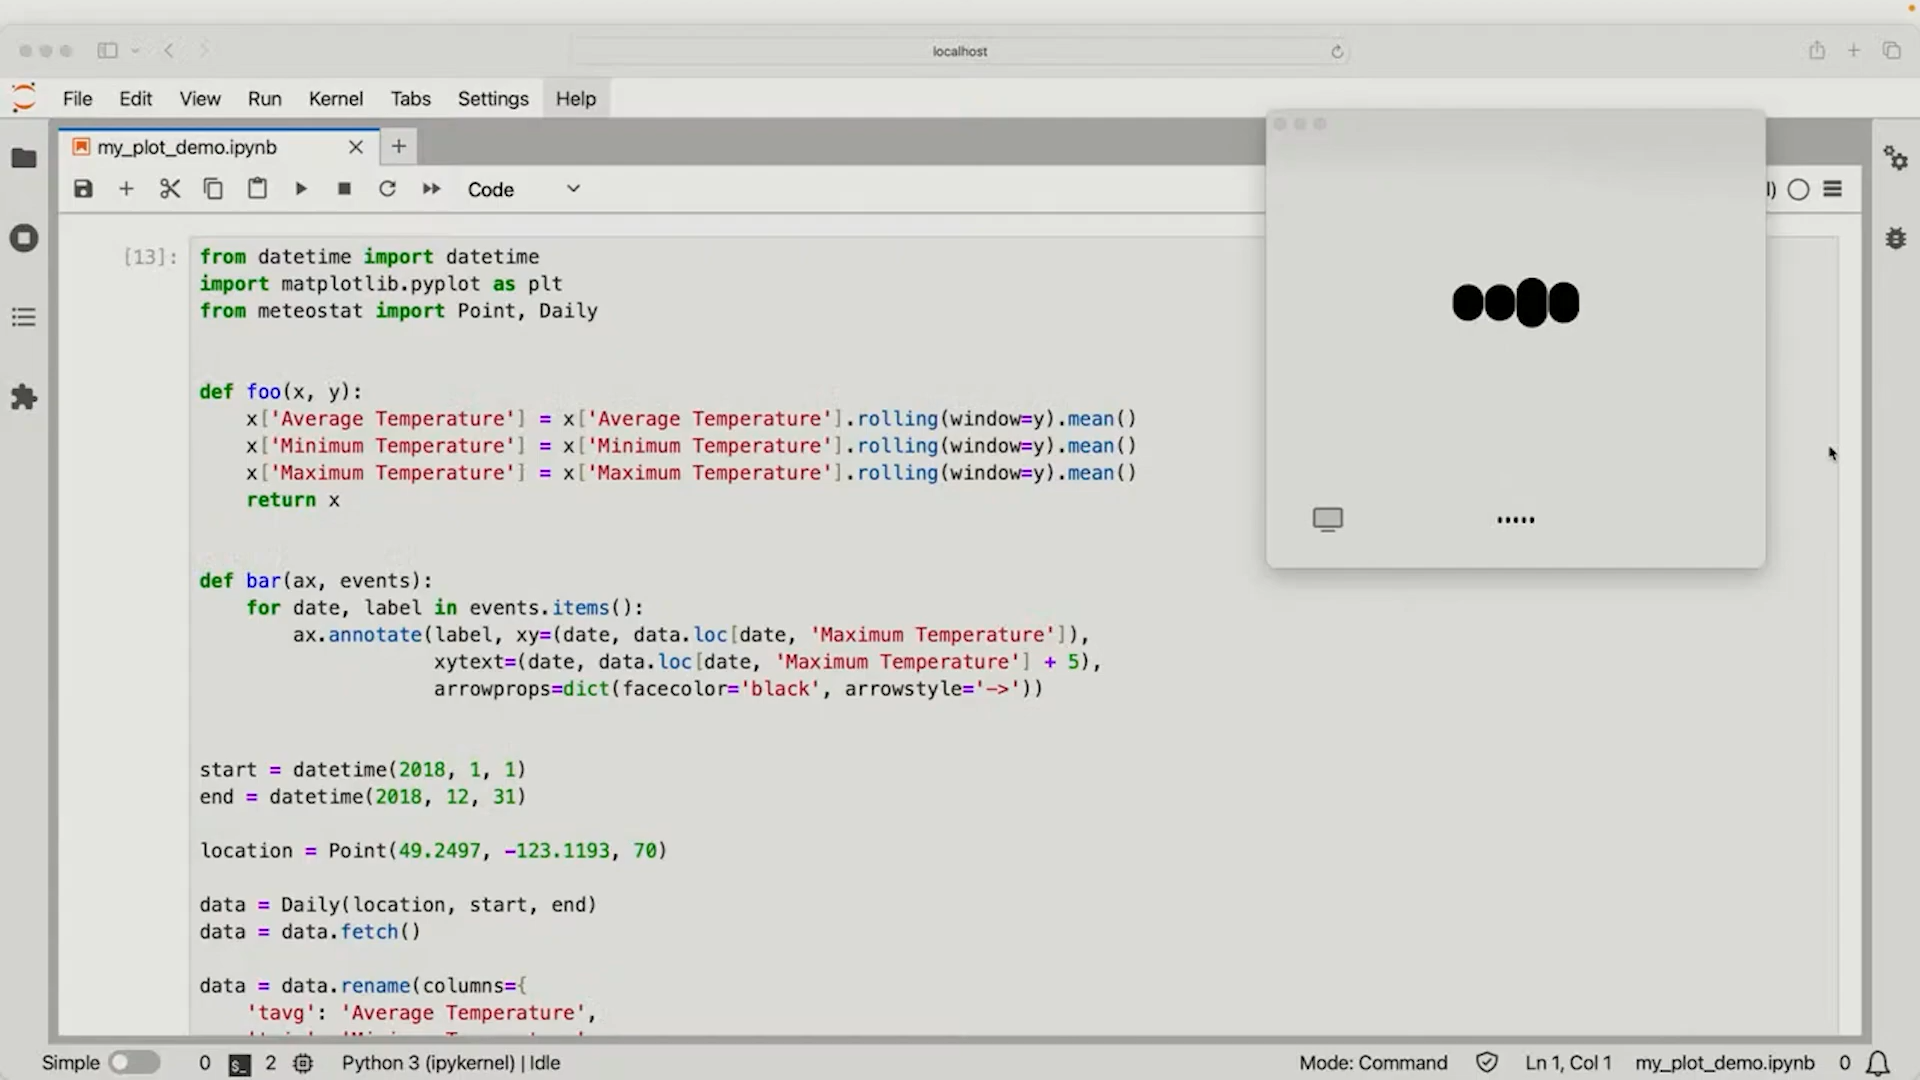 localhost
File Edit View Run Kernel Tabs Settings Help
my_plot_demo.ipynb
Code
[13]:
from datetime import datetime
import matplotlib.pyplot as plt
from meteostat import Point, Daily
def foo(x, y):
x['Average Temperature'] = x['Average Temperature'].rolling(window=y).mean()
x['Minimum Temperature'] = x['Minimum Temperature'].rolling(window=y).mean()
x['Maximum Temperature'] = x['Maximum Temperature'].rolling(window=y).mean()
return x
def bar(ax, events):
for date, label in events.items():
ax.annotate(label, xy=(date, data.loc[date, 'Maximum Temperature']),
xytext=(date, data.loc[date, 'Maximum Temperature'] + 5),
arrowprops=dict(facecolor='black', arrowstyle='->'))
start = datetime(2018, 1, 1)
end = datetime(2018, 12, 31)
location = Point(49.2497, -123.1193, 70)
data = Daily(location, start, end)
data = data.fetch()
data = data.rename(columns={
'tavg': 'Average Temperature',
Simple 0 2 Python 3 (ipykernel) | Idle Mode: Command Ln 1, Col 1 my_plot_demo.ipynb 0